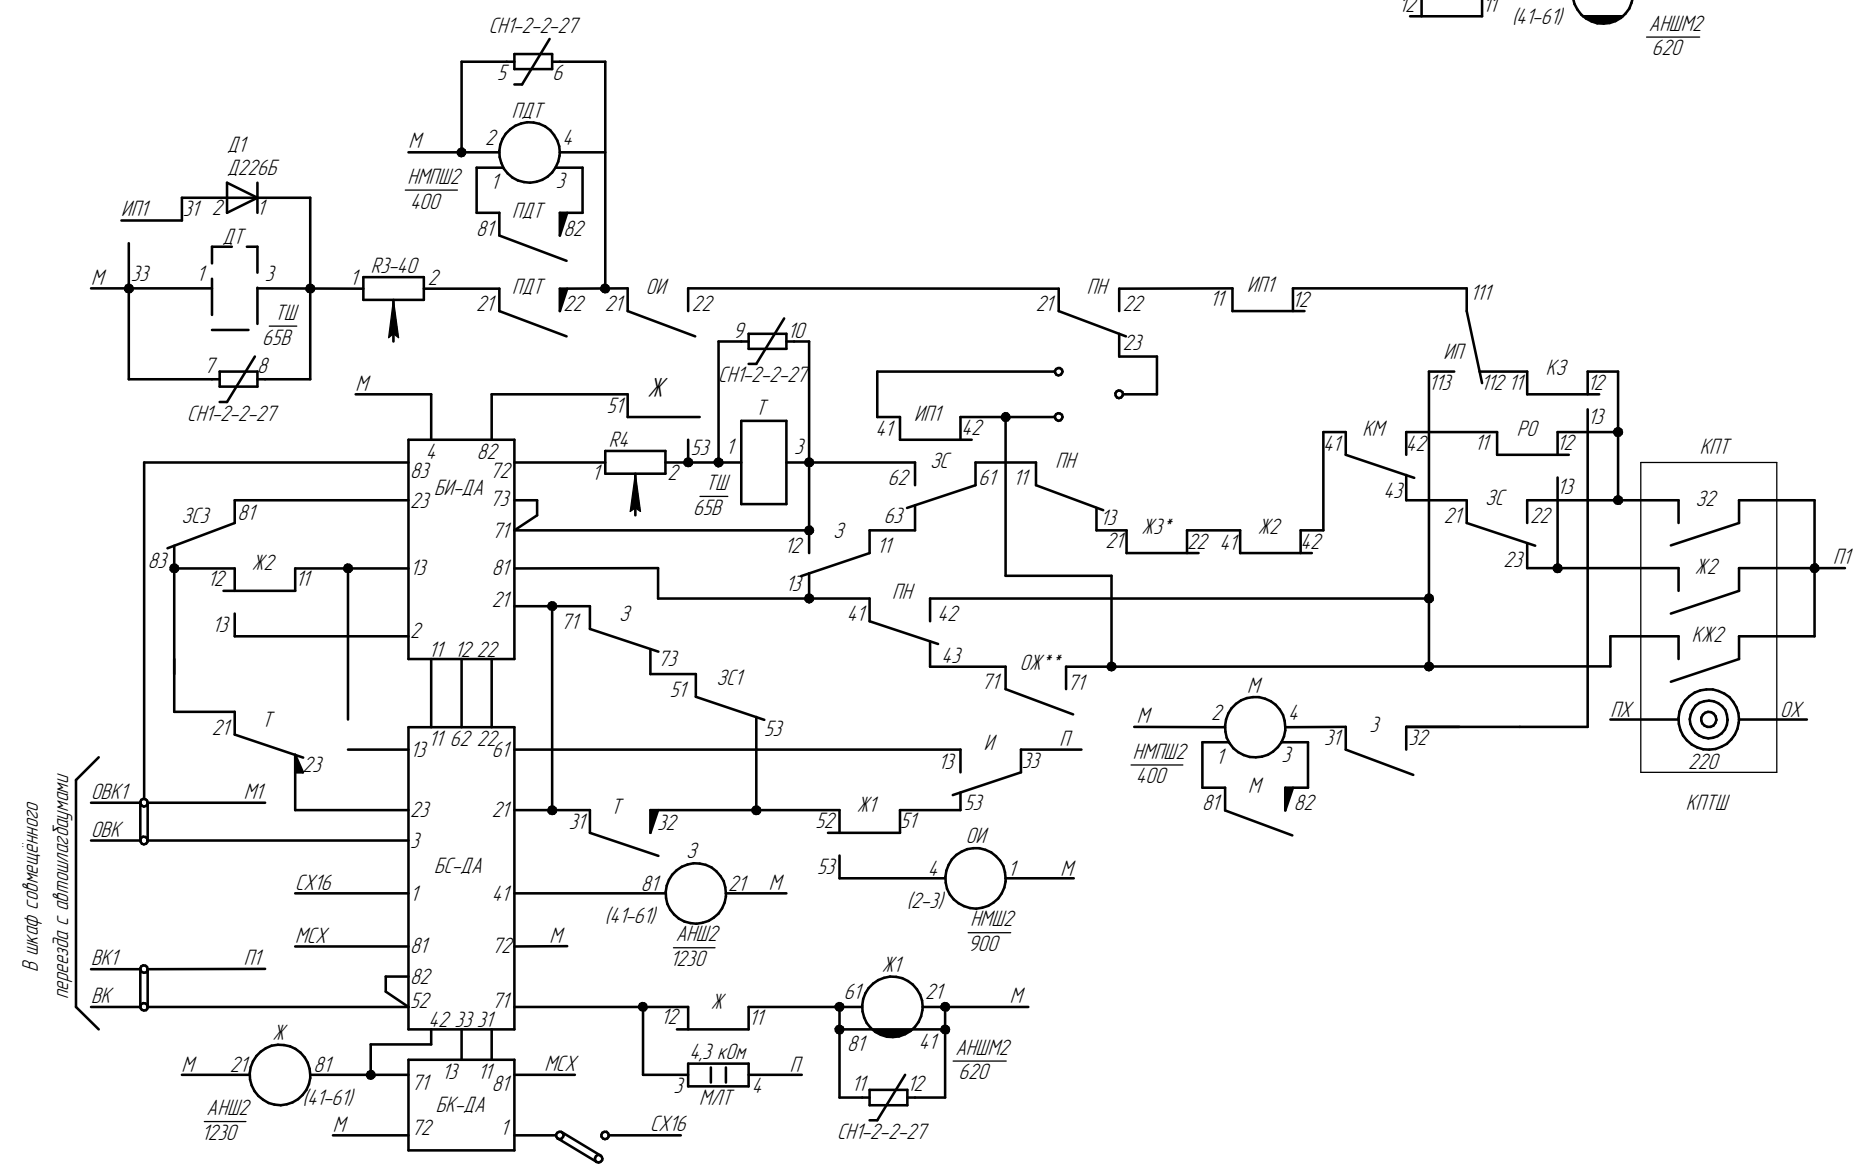 12
11
(41-61)
АНШМ2
620
СН1-2-2-27
5
6
ПДТ
М
2
4
НМПШ2
400
1
3
ПДТ
81
82
Д1
Д226Б
ИП1
31
2
1
ДТ
М
33
1
3
ТШ
65В
7
8
СН1-2-2-27
1
R3-40
2
21
ПДТ
22
21
ОИ
22
21
ПН
22
23
11
ИП1
12
111
ИП
113
112
11
КЗ
12
13
9
10
СН1-2-2-27
М
Ж
51
R4
1
2
53
1
Т
3
ТШ
65В
41
ИП1
42
62
ЗС
61
63
11
ПН
13
21
ЖЗ*
22
41
Ж2
42
41
КМ
42
43
11
РО
12
13
21
ЗС
22
23
КПТ
З2
Ж2
КЖ2
П1
ПХ
ОХ
220
КПТШ
4
82
83
72
БИ-ДА
23
73
71
13
81
21
2
11
12
22
ЗС3
81
83
12
Ж2
11
13
12
З
11
13
41
ПН
42
43
71
ОЖ**
71
71
З
73
51
ЗС1
53
21
Т
23
М
2
4
1
3
НМПШ2
400
М
81
82
31
З
32
11
62
22
13
61
23
21
3
БС-ДА
1
41
81
72
82
52
71
42
33
31
13
И
33
П
53
31
Т
32
52
Ж1
51
53
ОИ
4
1
М
(2-3)
НМШ2
900
З
81
21
М
(41-61)
АНШ2
1230
М
В шкаф совмещённого
переезда с автошлагбаумами
ОВК1
М1
ОВК
СХ16
МСХ
ВК1
П1
ВК
12
Ж
11
4,3 кОм
3
4
П
МЛТ
Ж1
61
21
М
81
41
АНШМ2
620
11
12
СН1-2-2-27
Ж
М
21
81
(41-61)
АНШ2
1230
13
11
71
81
МСХ
БК-ДА
М
72
1
СХ16